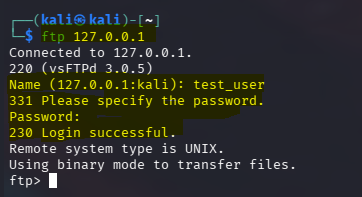 ┌──(kali㉿kali)-[~]
└─$ ftp 127.0.0.1
Connected to 127.0.0.1.
220 (vsFTPd 3.0.5)
Name (127.0.0.1:kali): test_user
331 Please specify the password.
Password:
230 Login successful.
Remote system type is UNIX.
Using binary mode to transfer files.
ftp>